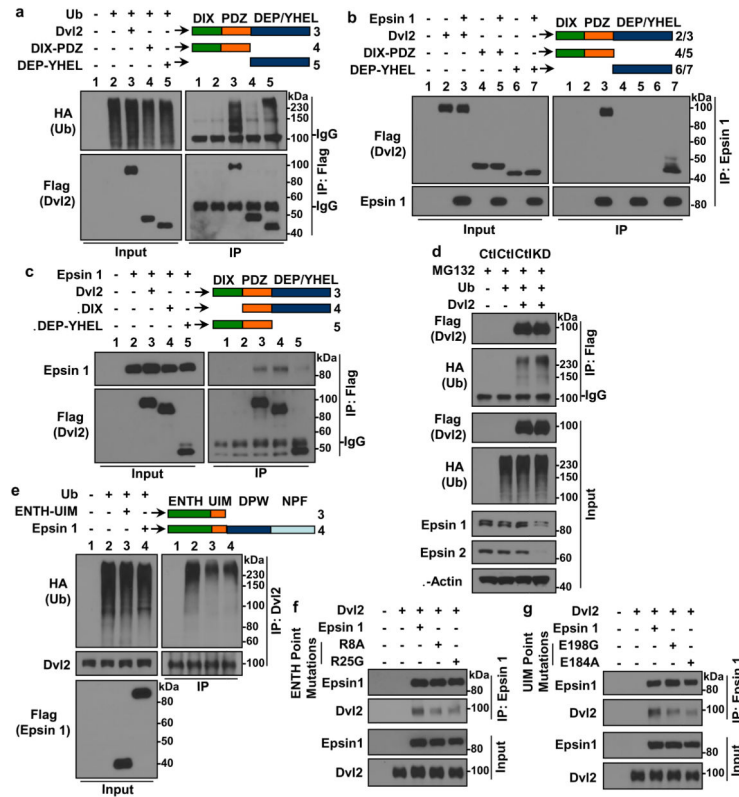 a
Ub - + + + +
Dvl2 - - + - -
DIX-PDZ - - - + -
DEP-YHEL - - - - +
DIX PDZ DEP/YHEL
3
4
5
1 2 3 4 5 1 2 3 4 5
kDa
HA (Ub)
230
150
100
IgG
Flag (Dvl2)
100
80
60
50
40
IgG
IP: Flag
Input IP
b
Epsin 1 - - + - + - +
Dvl2 - + + - - - -
DIX-PDZ - - - + + - -
DEP-YHEL - - - - - + +
DIX PDZ DEP/YHEL
2/3
4/5
6/7
1 2 3 4 5 6 7 1 2 3 4 5 6 7
kDa
Flag (Dvl2)
100
80
60
50
40
Epsin 1
80
IP: Epsin 1
Input IP
c
Epsin 1 - + + + +
Dvl2 - - + - -
.DIX - - - + -
.DEP-YHEL - - - - +
DIX PDZ DEP/YHEL
3
4
5
1 2 3 4 5 1 2 3 4 5
kDa
Epsin 1
80
Flag (Dvl2)
100
80
60
50
IgG
IP: Flag
Input IP
d
Ctl Ctl Ctl KD
MG132 + + + +
Ub - + + +
Dvl2 - - + +
kDa
Flag (Dvl2)
100
HA (Ub)
230
150
100
IgG
IP: Flag
Flag (Dvl2)
100
HA (Ub)
230
150
100
Epsin 1
80
Epsin 2
60
.-Actin
40
Input
e
Ub - + + +
ENTH-UIM - - + -
Epsin 1 - - - +
ENTH UIM DPW NPF
3
4
1 2 3 4 1 2 3 4
kDa
HA (Ub)
230
150
100
80
60
Dvl2
100
IP: Dvl2
IP
kDa
Flag (Epsin 1)
80
60
40
Input
f
Dvl2 - + + + +
Epsin 1 - - + - -
ENTH Point Mutations
R8A - - - + -
R25G - - - - +
kDa
Epsin1
80
Dvl2
100
IP: Epsin 1
Epsin1
80
Dvl2
100
Input
g
Dvl2 - + + + +
Epsin 1 - - + - -
UIM Point Mutations
E198G - - - + -
E184A - - - - +
kDa
Epsin1
80
Dvl2
100
IP: Epsin 1
Epsin1
80
Dvl2
100
Input